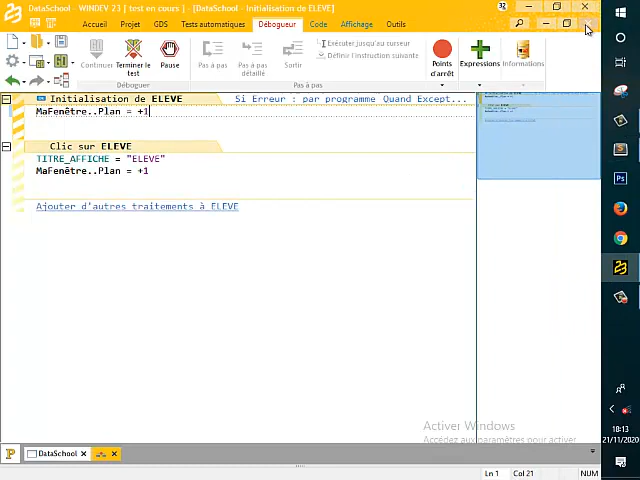 DataSchool - WINDEV 23 [ test en cours ] - [DataSchool - Initialisation de ELEVE]
32
Accueil Projet GDS Tests automatiques Débogueur Code Affichage Outils
GO
Continuer
Terminer le test
Pause
Pas à pas
Pas à pas détaillé
Sortir
Exécuter jusqu'au curseur
Définir l'instruction suivante
Points d'arrêt
Expressions
Informations
Déboguer
Pas à pas
Initialisation de ELEVE Si Erreur : par programme Quand Except...
MaFenêtre..Plan = +1
Clic sur ELEVE
TITRE_AFFICHE = "ELEVE"
MaFenêtre..Plan = +1
Ajouter d'autres traitements à ELEVE
Activer Windows
Accédez aux paramètres pour activer
DataSchool
Ln 1 Col 21 NUM
S
Ps
23
18:13
21/11/2020